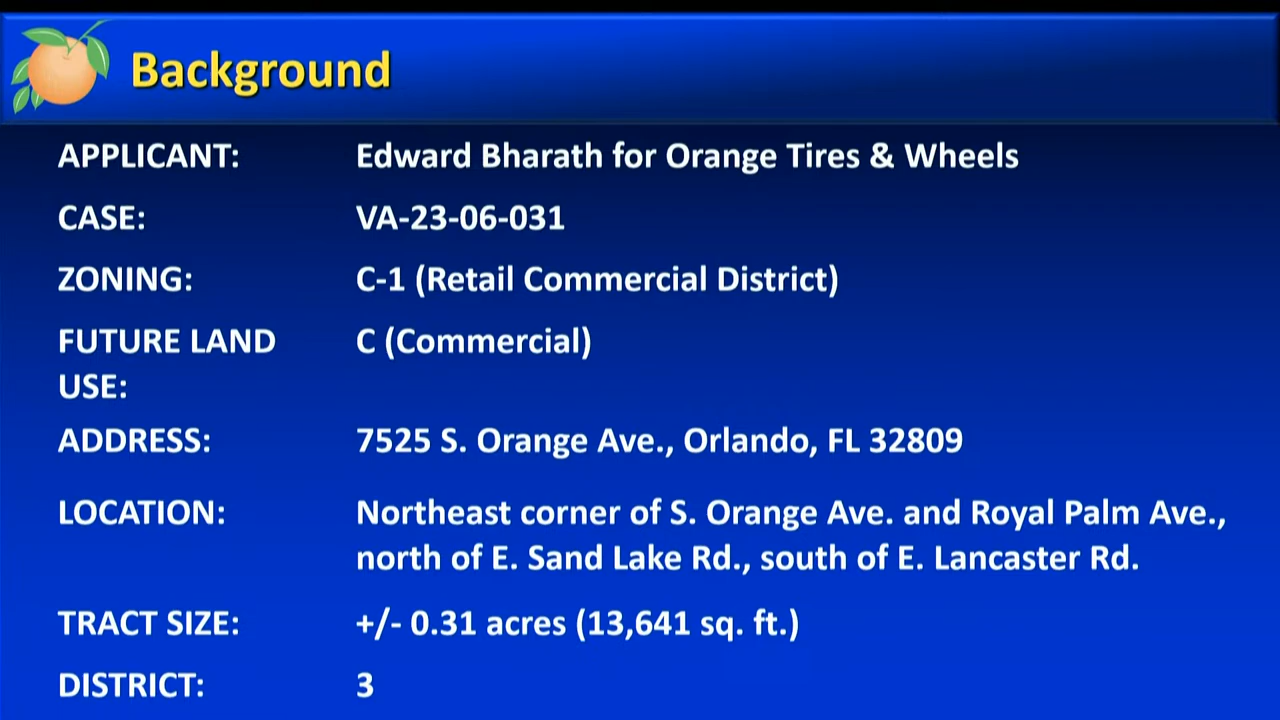 Background
APPLICANT: Edward Bharath for Orange Tires & Wheels
CASE: VA-23-06-031
ZONING: C-1 (Retail Commercial District)
FUTURE LAND C (Commercial)
USE:
ADDRESS: 7525 S. Orange Ave., Orlando, FL 32809
LOCATION: Northeast corner of S. Orange Ave. and Royal Palm Ave.,
north of E. Sand Lake Rd., south of E. Lancaster Rd.
TRACT SIZE: +/- 0.31 acres (13,641 sq. ft.)
DISTRICT: 3